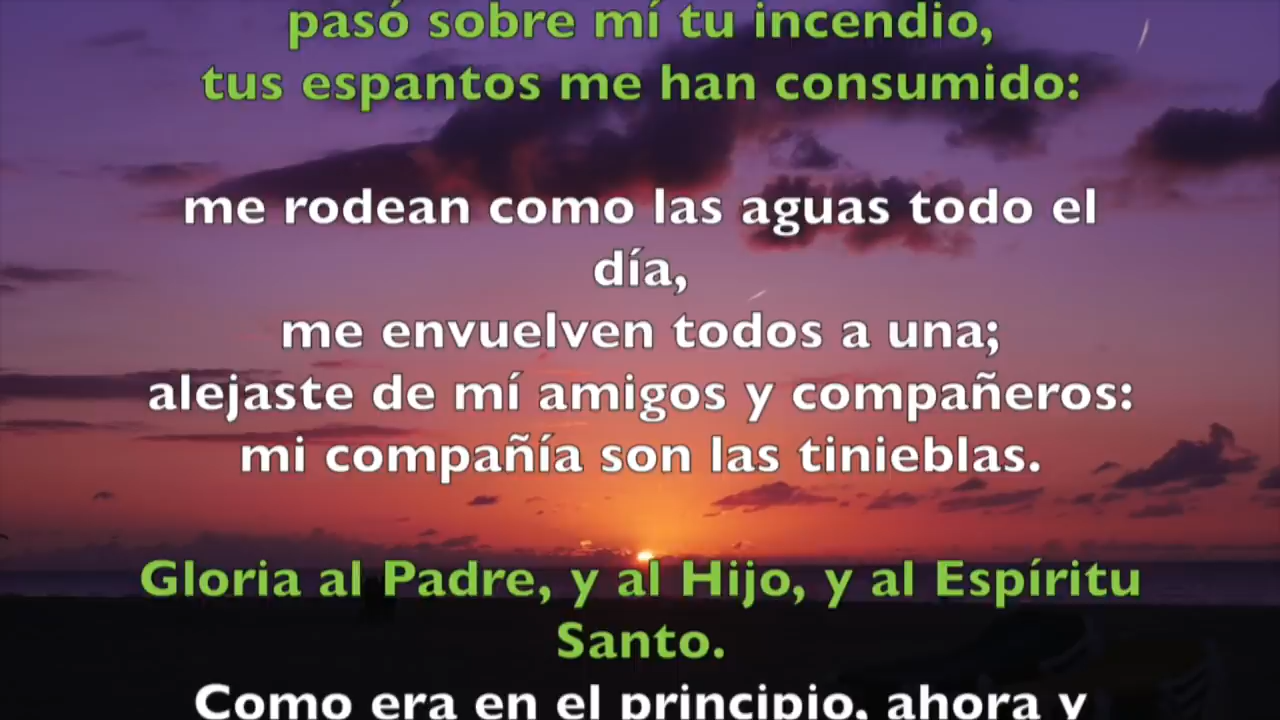 pasó sobre mí tu incendio,
tus espantos me han consumido:
me rodean como las aguas todo el
día,
me envuelven todos a una;
alejaste de mí amigos y compañeros:
mi compañía son las tinieblas.
Gloria al Padre, y al Hijo, y al Espíritu
Santo.
Como era en el principio, ahora y